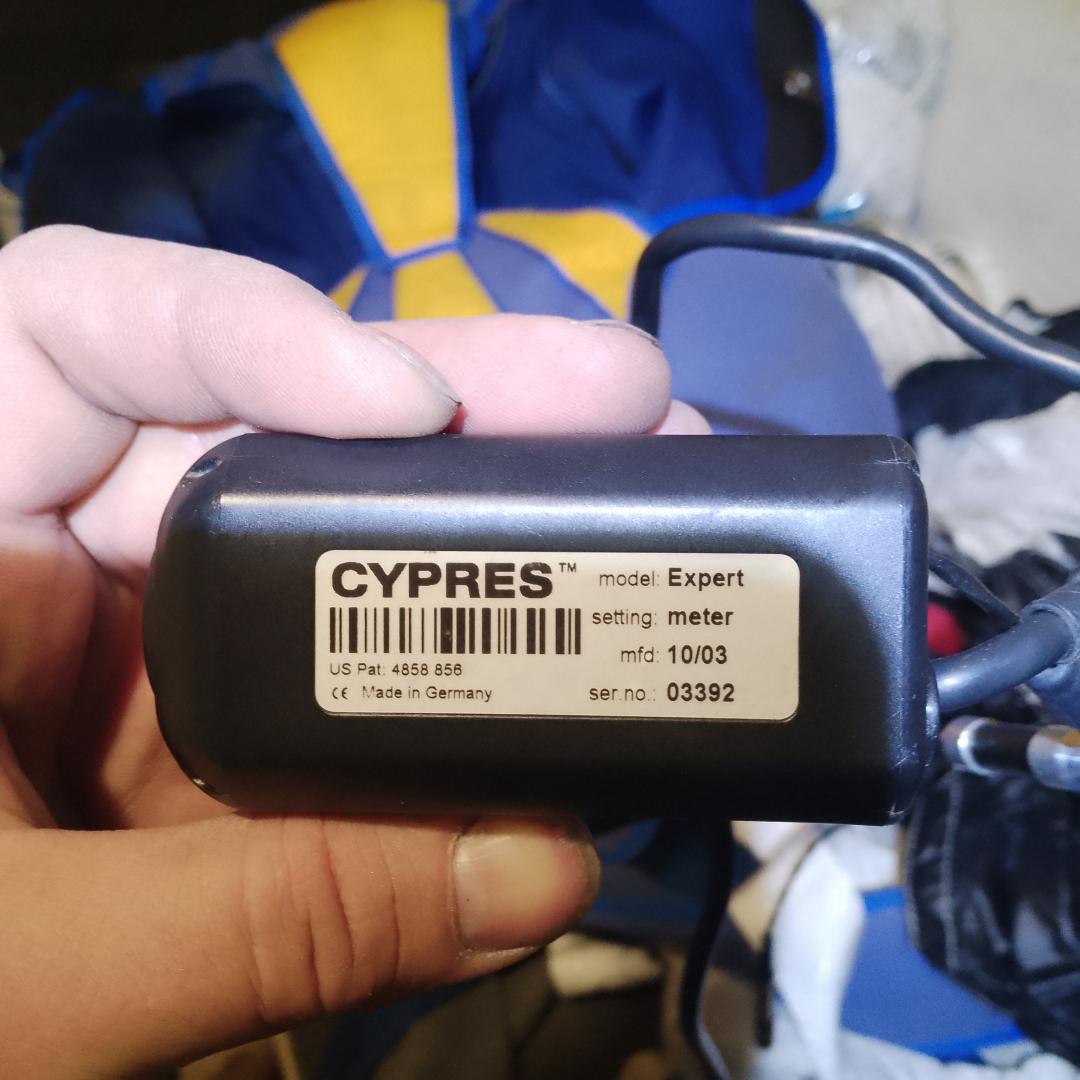 CYPRES™
model: Expert
setting: meter
mfd: 10/03
US Pat: 4858 856
CE Made in Germany
ser.no.: 03392